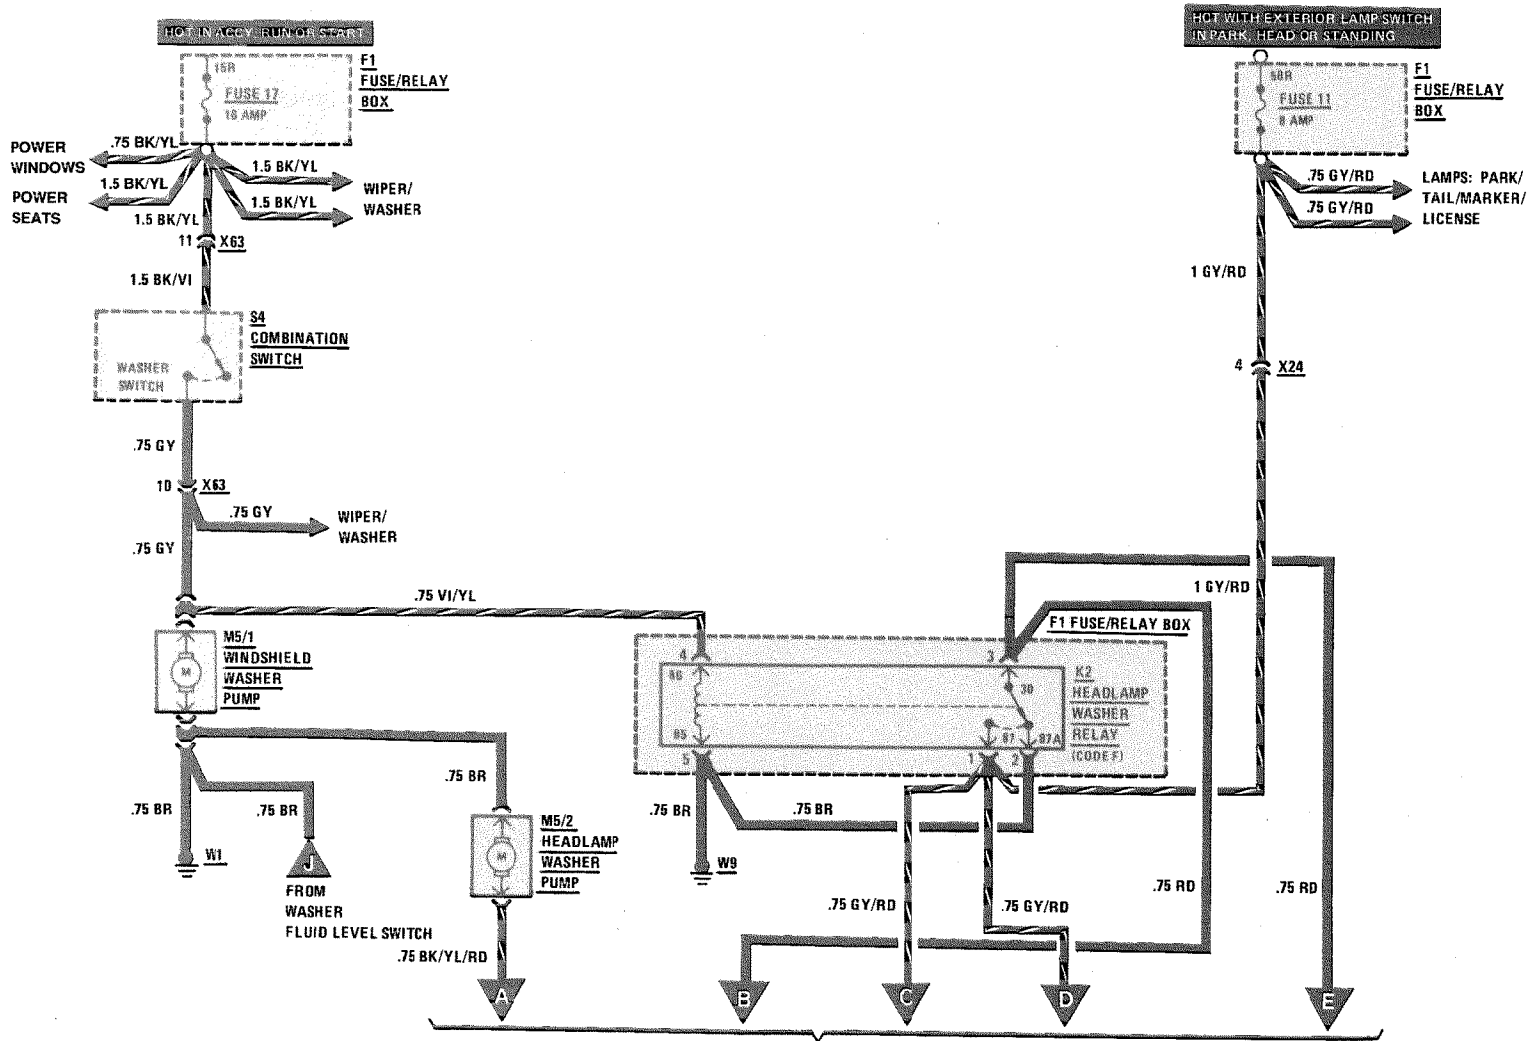 HOT IN ACCY, RUN OR START
15R
FUSE 17
16 AMP
F1
FUSE/RELAY
BOX
POWER
WINDOWS
.75 BK/YL
1.5 BK/YL
POWER
SEATS
1.5 BK/YL
1.5 BK/YL
1.5 BK/YL
WIPER/
WASHER
11
X63
1.5 BK/VI
S4
COMBINATION
SWITCH
WASHER
SWITCH
.75 GY
10
X63
.75 GY
WIPER/
WASHER
.75 GY
.75 VI/YL
M5/1
WINDSHIELD
WASHER
PUMP
M
.75 BR
.75 BR
.75 BR
W1
J
FROM
WASHER
FLUID LEVEL SWITCH
M5/2
HEADLAMP
WASHER
PUMP
M
.75 BK/YL/RD
A
HOT WITH EXTERIOR LAMP SWITCH
IN PARK, HEAD OR STANDING
FUSE 11
8 AMP
F1
FUSE/RELAY
BOX
.75 GY/RD
.75 GY/RD
LAMPS: PARK/
TAIL/MARKER/
LICENSE
1 GY/RD
4
X24
1 GY/RD
F1 FUSE/RELAY BOX
4
3
86
30
K2
HEADLAMP
WASHER
RELAY
(CODE F)
85
87
87A
5
1
2
.75 BR
.75 BR
W9
.75 GY/RD
.75 GY/RD
.75 RD
.75 RD
B
C
D
E